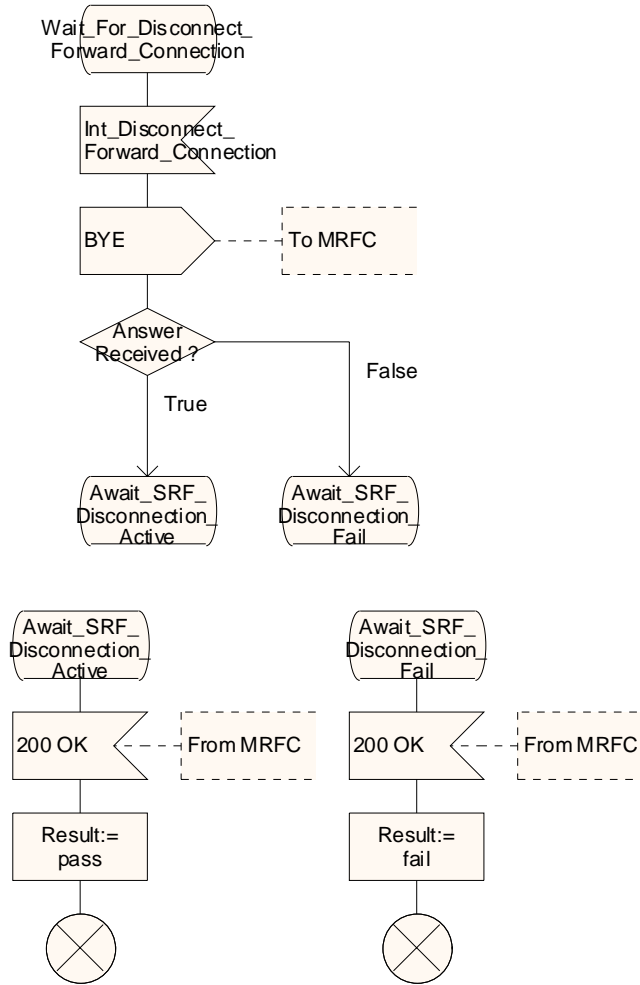 Wait_For_Disconnect_
Forward_Connection
Int_Disconnect_
Forward_Connection
BYE
To MRFC
Answer
Received ?
False
True
Await_SRF_
Disconnection_
Active
Await_SRF_
Disconnection_
Fail
Await_SRF_
Disconnection_
Active
Await_SRF_
Disconnection_
Fail
200 OK
From MRFC
200 OK
From MRFC
Result:=
pass
Result:=
fail